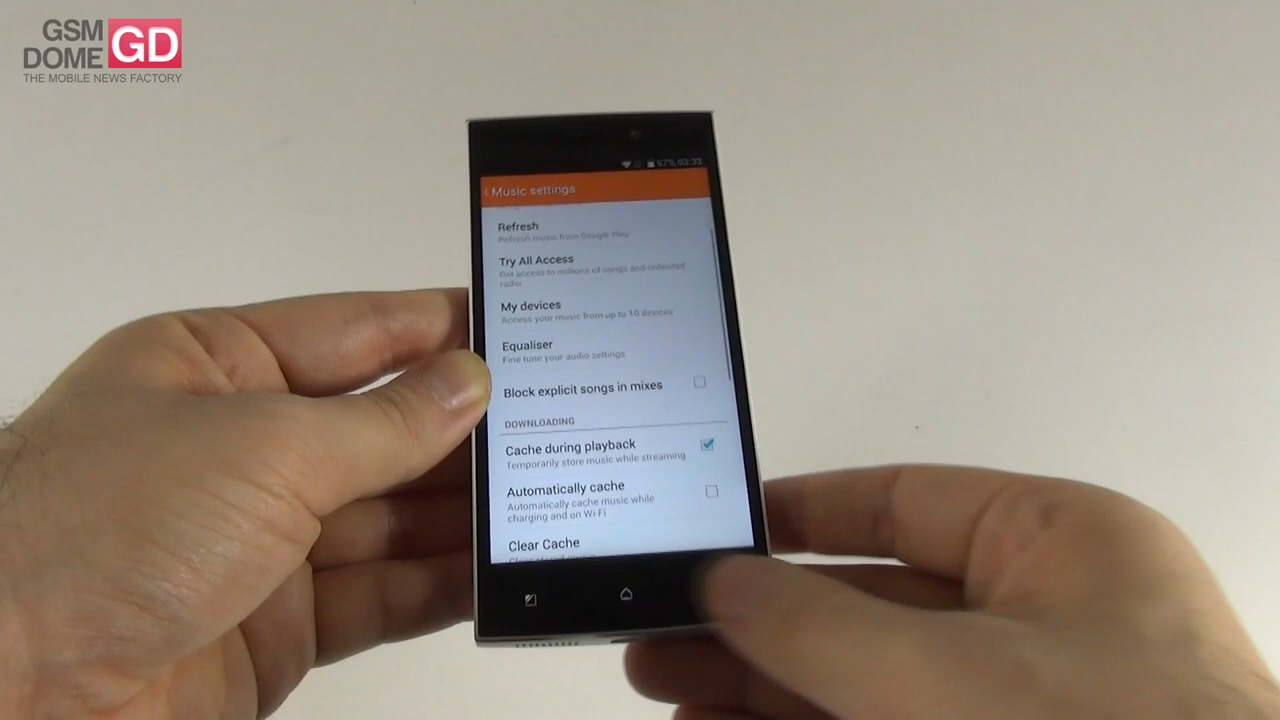 GSM
DOME
GD
THE MOBILE NEWS FACTORY
57% 03:33
Music settings
Refresh
Refresh music from Google Play
Try All Access
Get access to millions of songs and unlimited
radio
My devices
Access your music from up to 10 devices.
Equaliser
Fine tune your audio settings
Block explicit songs in mixes
DOWNLOADING
Cache during playback
Temporarily store music while streaming
Automatically cache
Automatically cache music while
charging and on Wi-Fi
Clear Cache